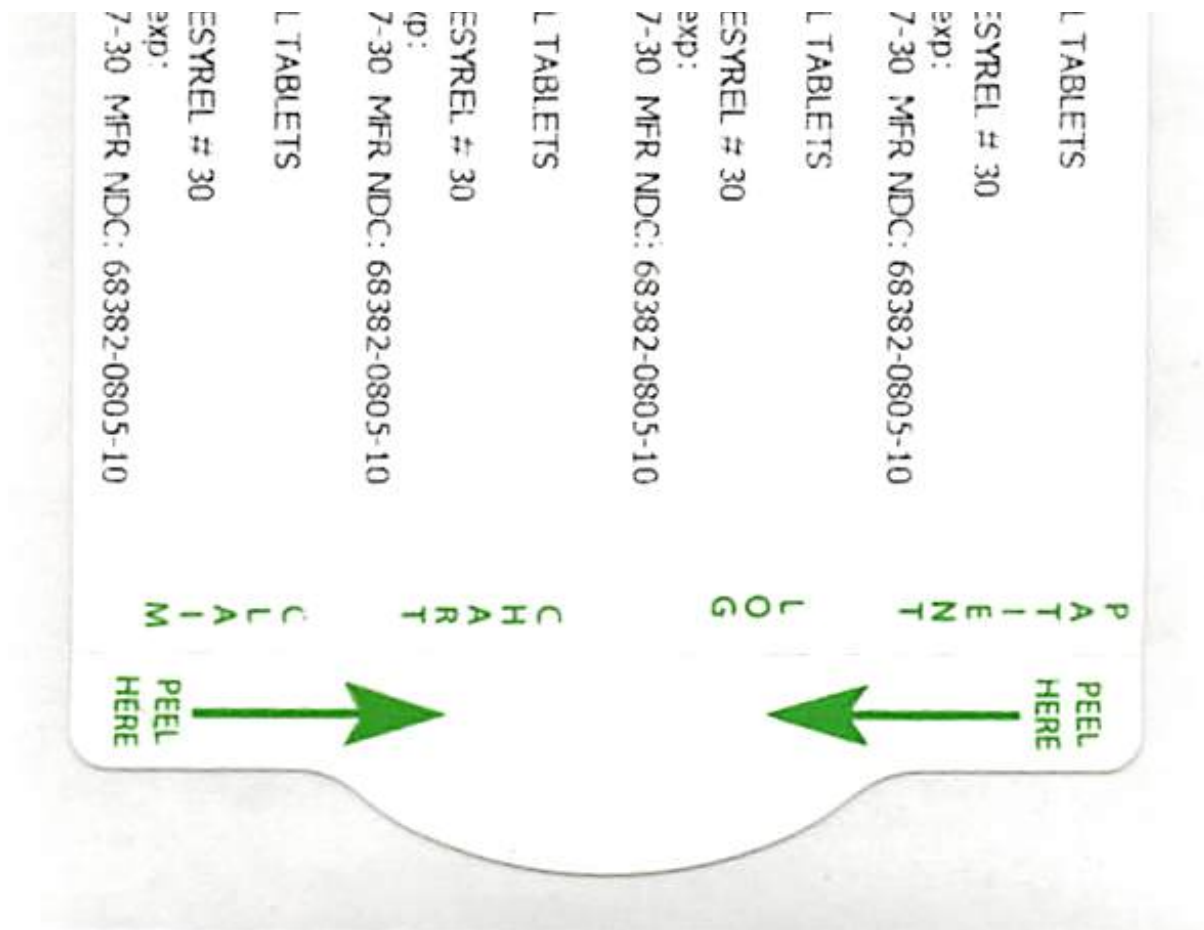 L TABLETS
ESYREL # 30
exp:
7-30 MFR NDC: 68382-0805-10
PATIENT
L TABLETS
ESYREL # 30
exp:
7-30 MFR NDC: 68382-0805-10
LOG
L TABLETS
ESYREL # 30
xp:
7-30 MFR NDC: 68382-0805-10
CHART
L TABLETS
ESYREL # 30
exp:
7-30 MFR NDC: 68382-0805-10
CLAIM
PEEL
HERE
PEEL
HERE